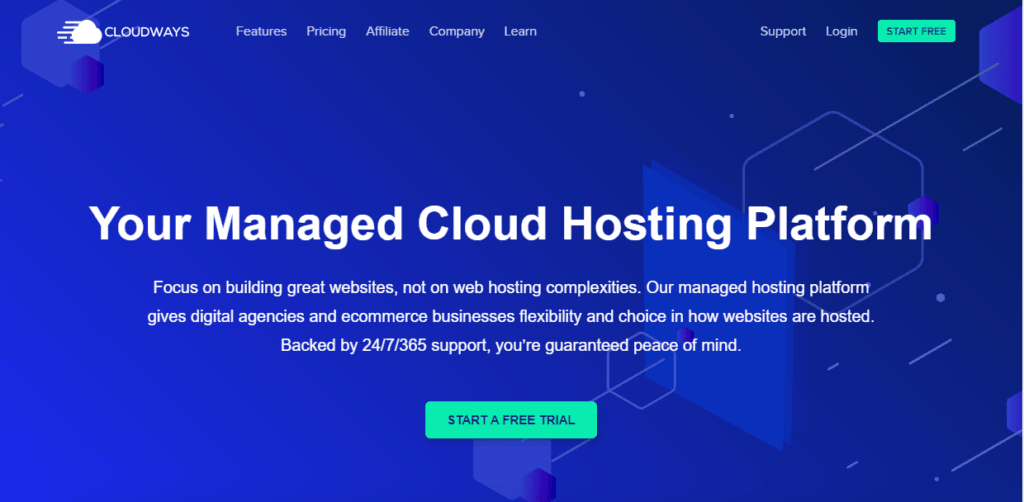 CLOUDWAYS Features Pricing Affiliate Company Learn Support Login START FREE
Your Managed Cloud Hosting Platform
Focus on building great websites, not on web hosting complexities. Our managed hosting platform
gives digital agencies and ecommerce businesses flexibility and choice in how websites are hosted.
Backed by 24/7/365 support, you're guaranteed peace of mind.
START A FREE TRIAL